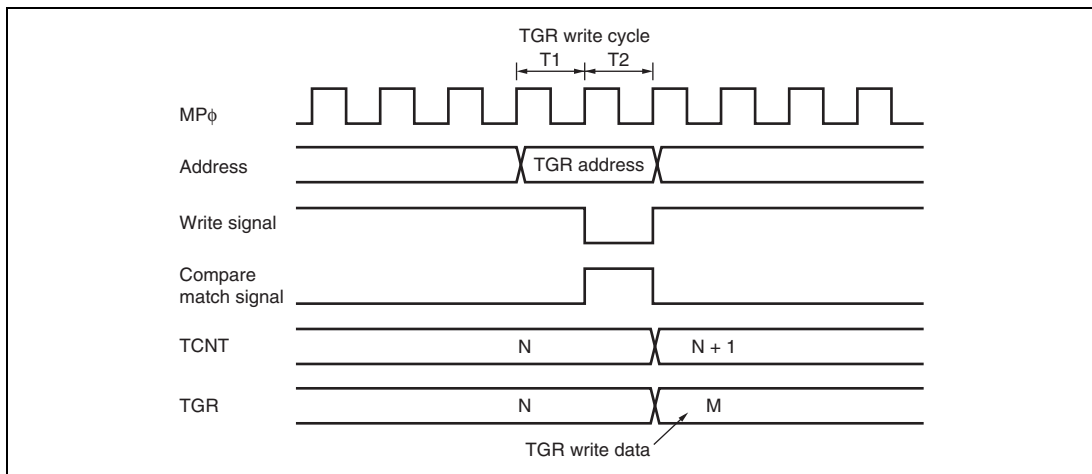 TGR write cycle
T1 T2
MPφ
Address TGR address
Write signal
Compare
match signal
TCNT N N + 1
TGR N M
TGR write data